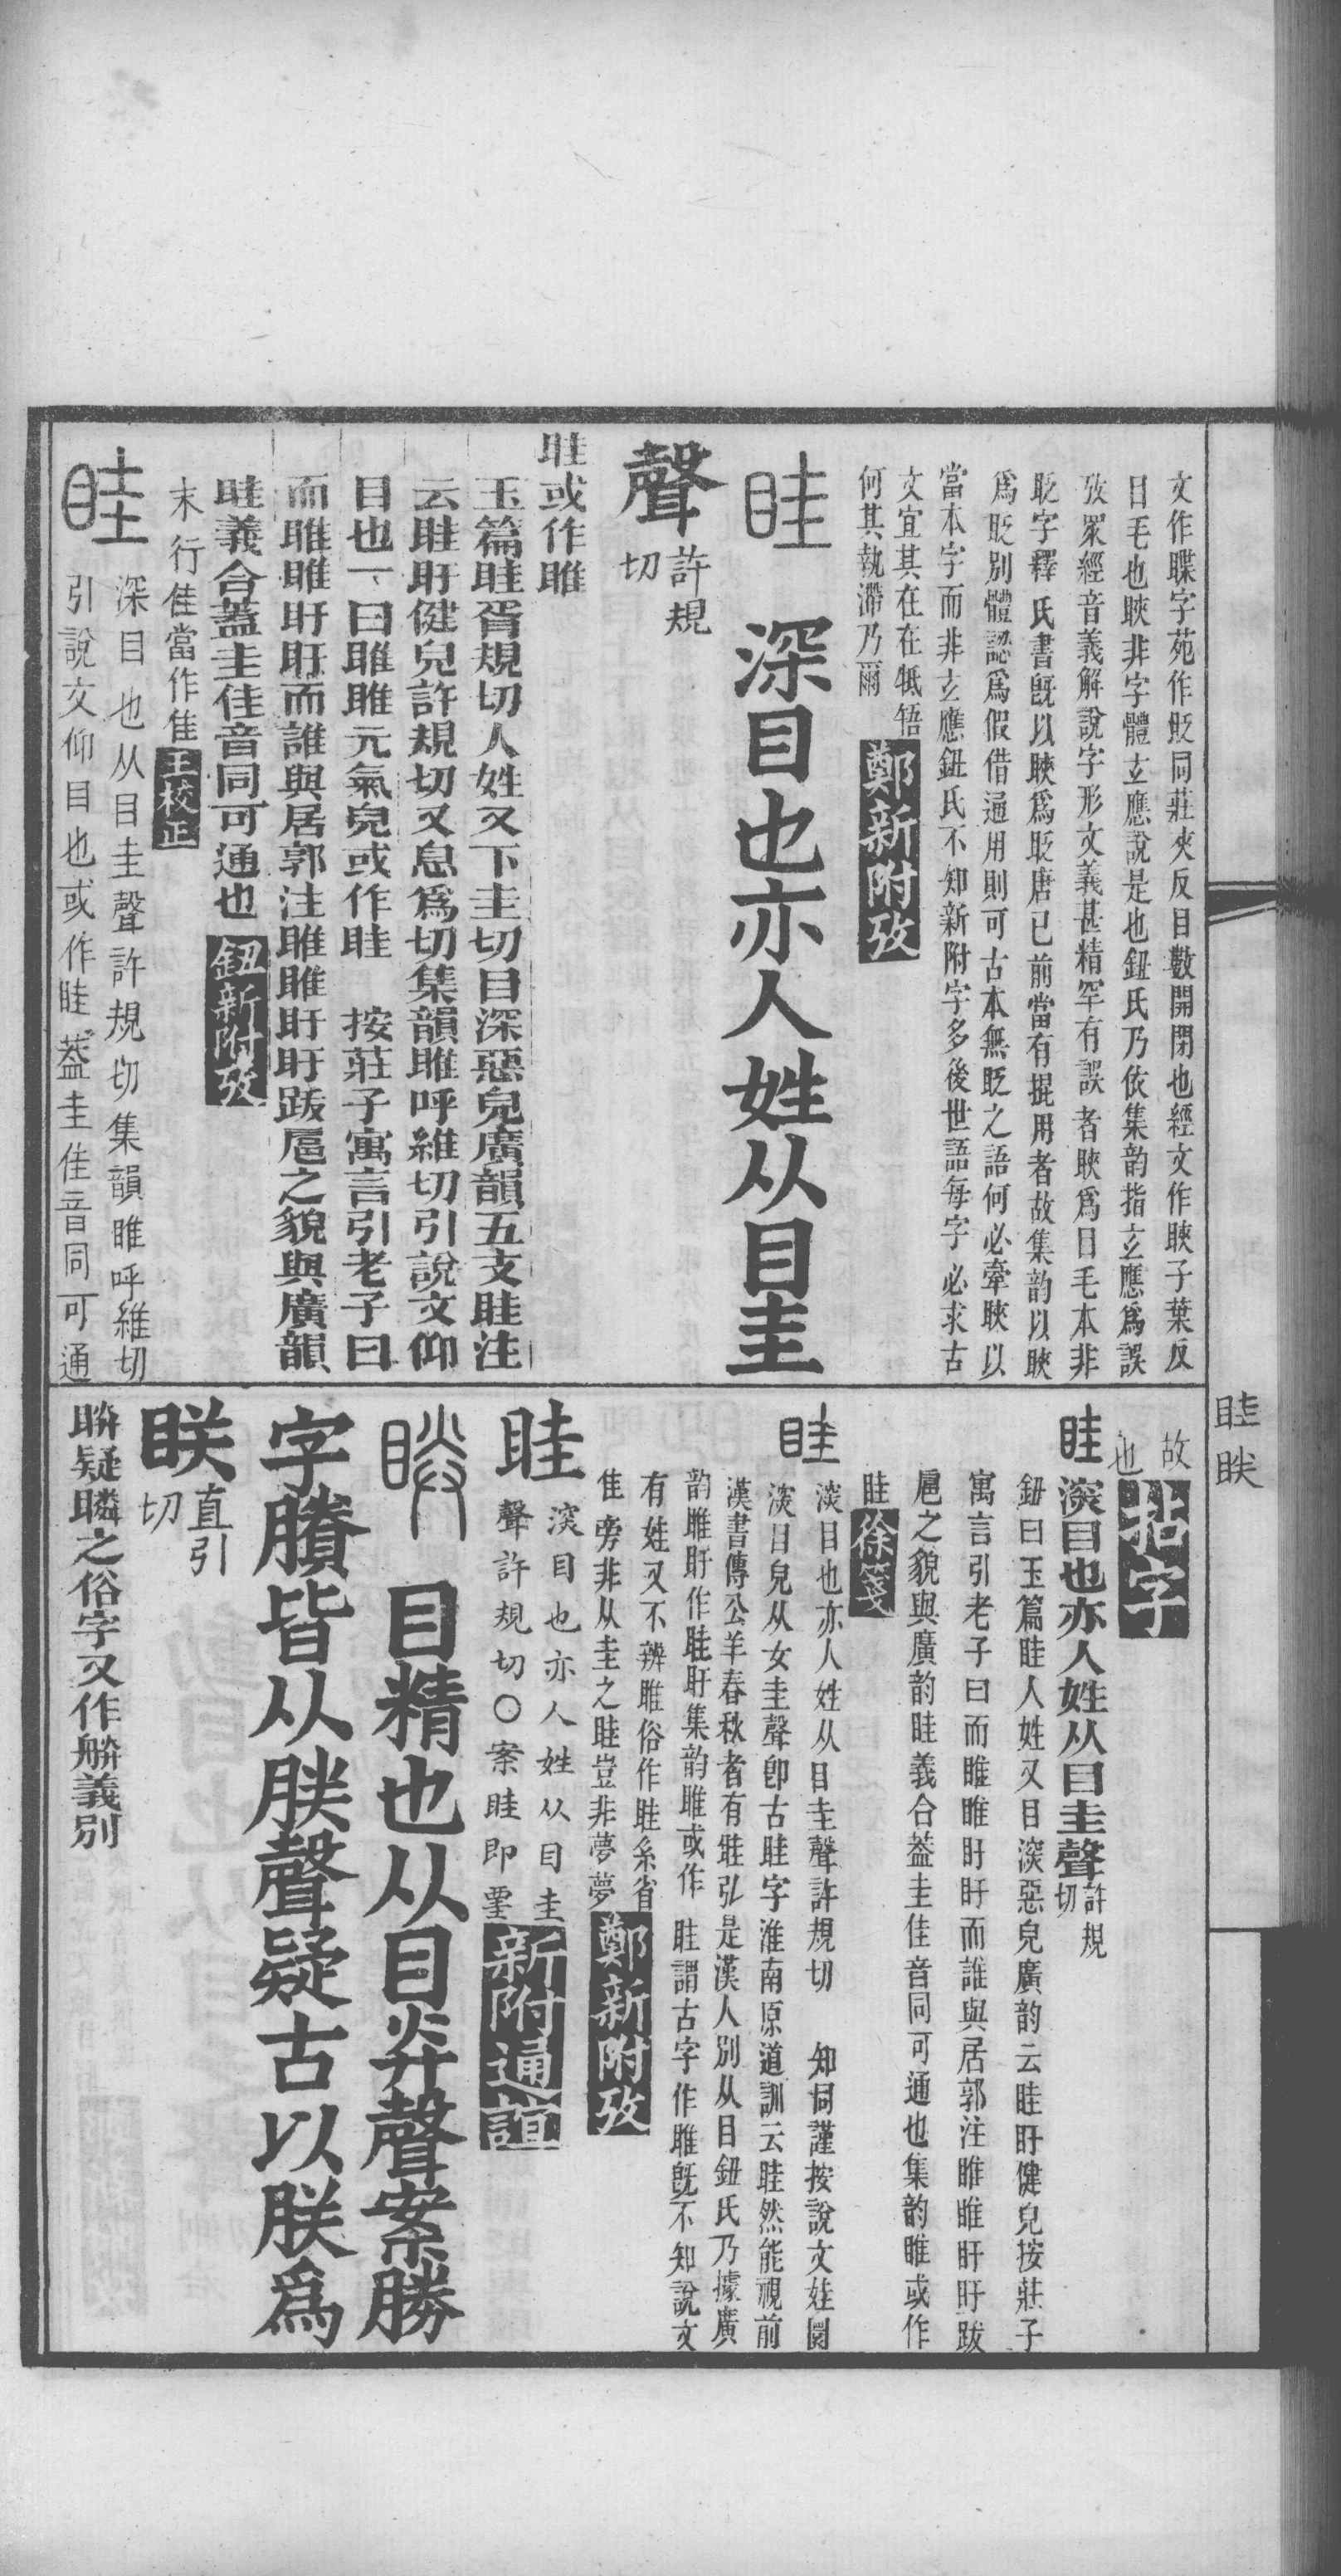 文作䁋字苑作眨同莊夾反目數開閉也經文作䀹子葉反
目毛也䀹非字體玄應說是也鈕氏乃依集韵指玄應爲誤
攷眾經音義解說字形文義甚精罕有誤者䀹爲目毛本非
眨字釋氏書旣以䀹爲眨唐已前當有掍用者故集韵以䀹
爲眨別體認爲假借通用則可古本無眨之語何必牽䀹以
當本字而非玄應鈕氏不知新附字多後世語每字必求古
文宜其在在牴牾
何其執滯乃爾
鄭新附攷
眭 深目也亦人姓从目圭
聲許規
切
眭或作睢
玉篇眭胥規切人姓又下圭切目深惡皃廣韻五支眭注
云眭盱健皃許規切又息爲切集韻睢呼維切引說文仰
目也一曰睢睢元氣皃或作眭 按莊子寓言引老子曰
而睢睢盱盱而誰與居郭注睢睢盱盱跋扈之貌與廣韻
眭義合蓋圭佳音同可通也
鈕新附攷
末行佳當作隹
王校正
眭
深目也从目圭聲許規切集韻睢呼維切
引說文仰目也或作眭蓋圭佳音同可通
故
也
眭深目也亦人姓从目圭聲許規
切
鈕曰玉篇眭人姓又目深惡皃廣韵云眭盱健皃按莊子
寓言引老子曰而睢睢盱盱而誰與居郭注睢睢盱盱跋
扈之貌與廣韵眭義合葢圭佳音同可通也集韵睢或作
眭
徐箋
眭
深目也亦人姓从目圭聲許規切 知同謹按說文娃圜
深目皃从女圭聲卽古眭字淮南原道訓云眭然能視前
漢書傳公羊春秋者有眭弘是漢人別从目鈕氏乃據廣
韵睢盱作眭盱集韵睢或作眭謂古字作睢旣不知說文
有姓又不辨睢俗作眭系省
隹旁非从圭之眭豈非夢夢
鄭新附攷
眭
深目也亦人姓从目圭
聲許規切○案眭即
新附通誼
目精也从目灷聲案勝
字賸皆从朕聲疑古以朕爲
眹直引
切
眹疑瞵之俗字又作䑞義別
眭眹